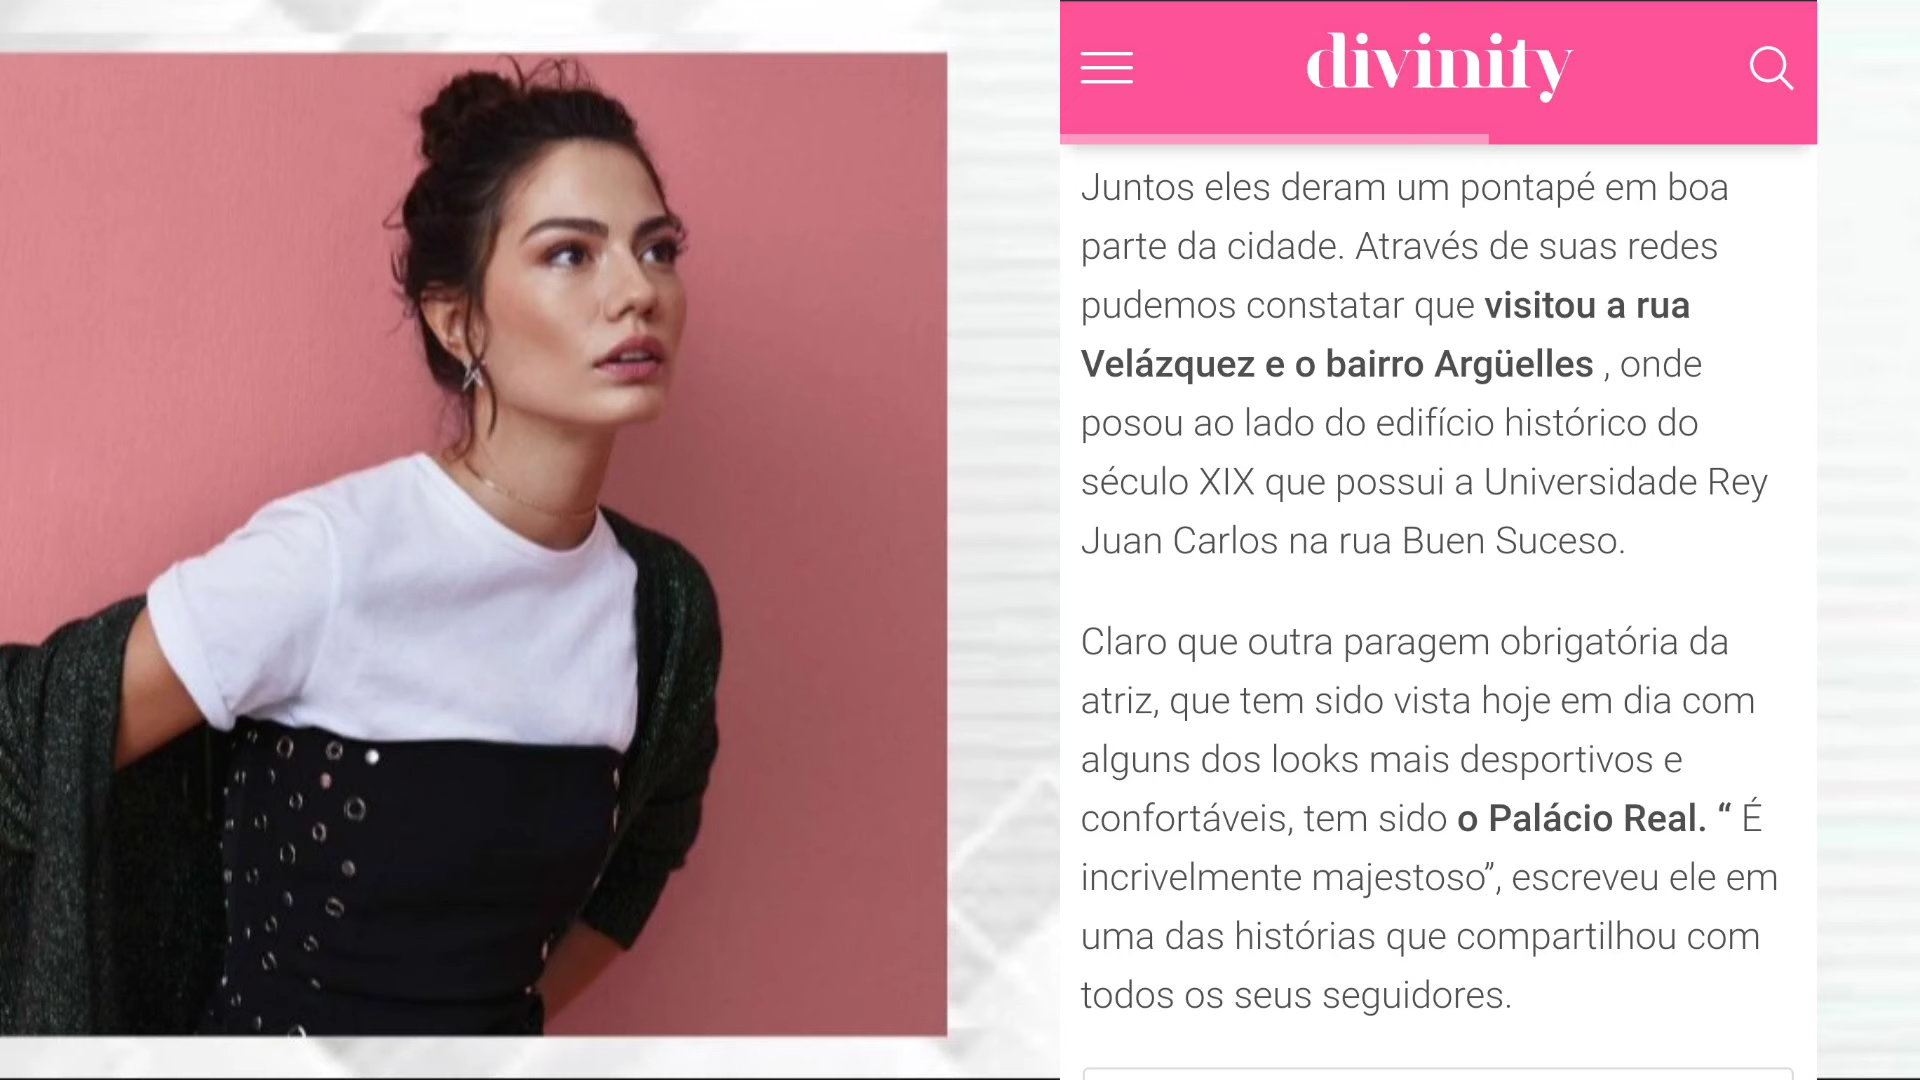 divinity
Juntos eles deram um pontapé em boa
parte da cidade. Através de suas redes
pudemos constatar que visitou a rua
Velázquez e o bairro Argüelles , onde
posou ao lado do edifício histórico do
século XIX que possui a Universidade Rey
Juan Carlos na rua Buen Suceso.
Claro que outra paragem obrigatória da
atriz, que tem sido vista hoje em dia com
alguns dos looks mais desportivos e
confortáveis, tem sido o Palácio Real. “ É
incrivelmente majestoso”, escreveu ele em
uma das histórias que compartilhou com
todos os seus seguidores.